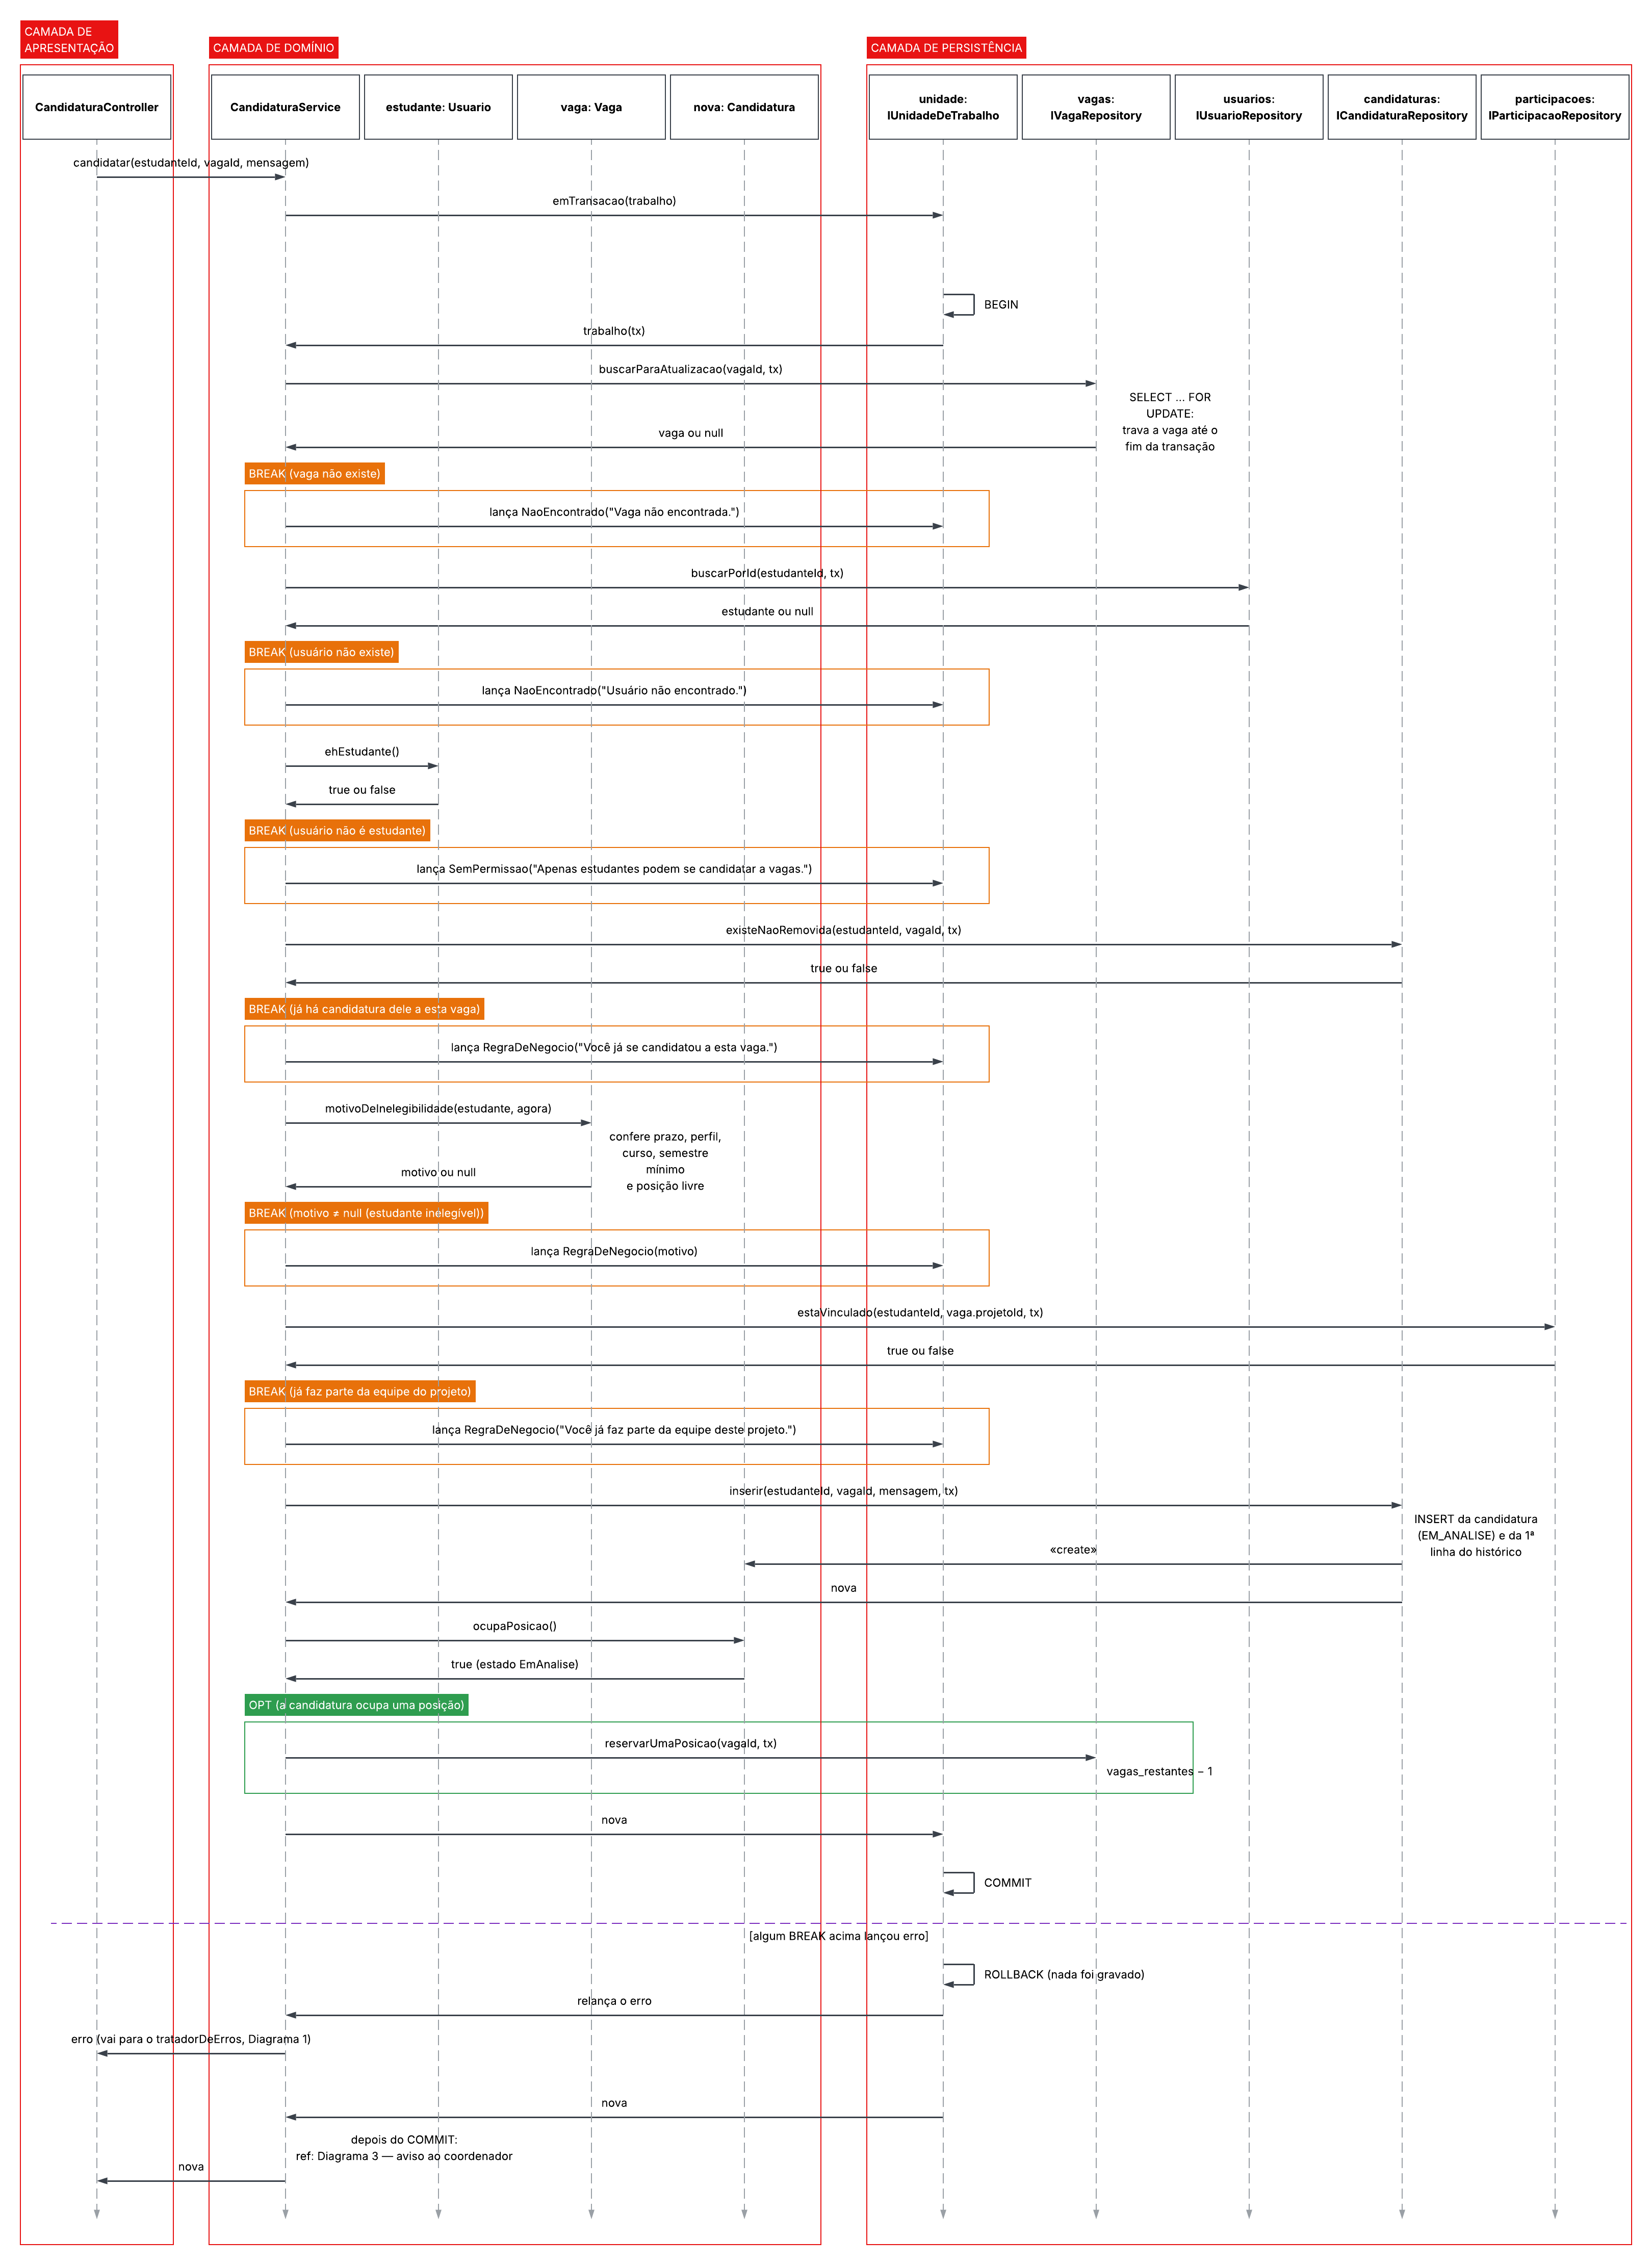 CAMADA DE
APRESENTAÇÃO
CAMADA DE DOMÍNIO
CAMADA DE PERSISTÊNCIA
CandidaturaController
CandidaturaService
estudante: Usuario
vaga: Vaga
nova: Candidatura
unidade:
IUnidadeDeTrabalho
vagas:
IVagaRepository
usuarios:
IUsuarioRepository
candidaturas:
ICandidaturaRepository
participacoes:
IParticipacaoRepository
candidatar(estudanteId, vagaId, mensagem)
emTransacao(trabalho)
BEGIN
trabalho(tx)
buscarParaAtualizacao(vagaId, tx)
SELECT ... FOR
UPDATE:
trava a vaga até o
fim da transação
vaga ou null
BREAK (vaga não existe)
lança NaoEncontrado("Vaga não encontrada.")
buscarPorId(estudanteId, tx)
estudante ou null
BREAK (usuário não existe)
lança NaoEncontrado("Usuário não encontrado.")
ehEstudante()
true ou false
BREAK (usuário não é estudante)
lança SemPermissao("Apenas estudantes podem se candidatar a vagas.")
existeNaoRemovida(estudanteId, vagaId, tx)
true ou false
BREAK (já há candidatura dele a esta vaga)
lança RegraDeNegocio("Você já se candidatou a esta vaga.")
motivoDeInelegibilidade(estudante, agora)
confere prazo, perfil,
curso, semestre
mínimo
e posição livre
motivo ou null
BREAK (motivo ≠ null (estudante inelegível))
lança RegraDeNegocio(motivo)
estaVinculado(estudanteId, vaga.projetoId, tx)
true ou false
BREAK (já faz parte da equipe do projeto)
lança RegraDeNegocio("Você já faz parte da equipe deste projeto.")
inserir(estudanteId, vagaId, mensagem, tx)
INSERT da candidatura
(EM_ANALISE) e da 1ª
linha do histórico
«create»
nova
ocupaPosicao()
true (estado EmAnalise)
OPT (a candidatura ocupa uma posição)
reservarUmaPosicao(vagaId, tx)
vagas_restantes − 1
nova
COMMIT
[algum BREAK acima lançou erro]
ROLLBACK (nada foi gravado)
relança o erro
erro (vai para o tratadorDeErros, Diagrama 1)
nova
depois do COMMIT:
ref: Diagrama 3 — aviso ao coordenador
nova